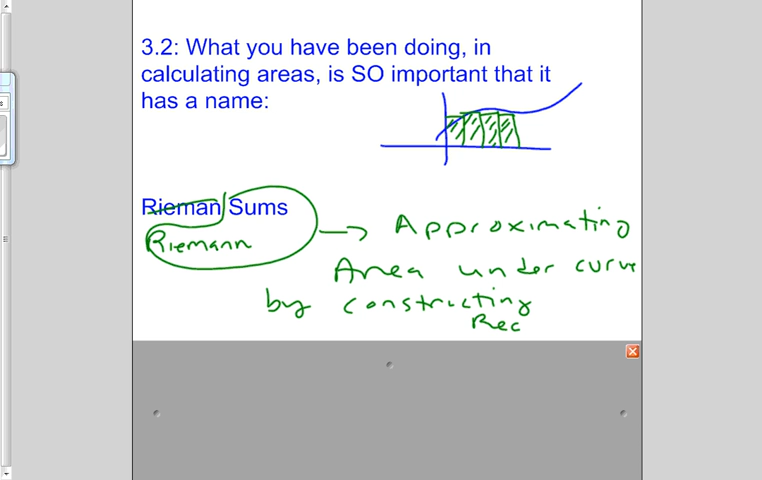 3.2: What you have been doing, in
calculating areas, is SO important that it
has a name:
Rieman Sums
Riemann
Approximating
Area under curve
by constructing
Rec